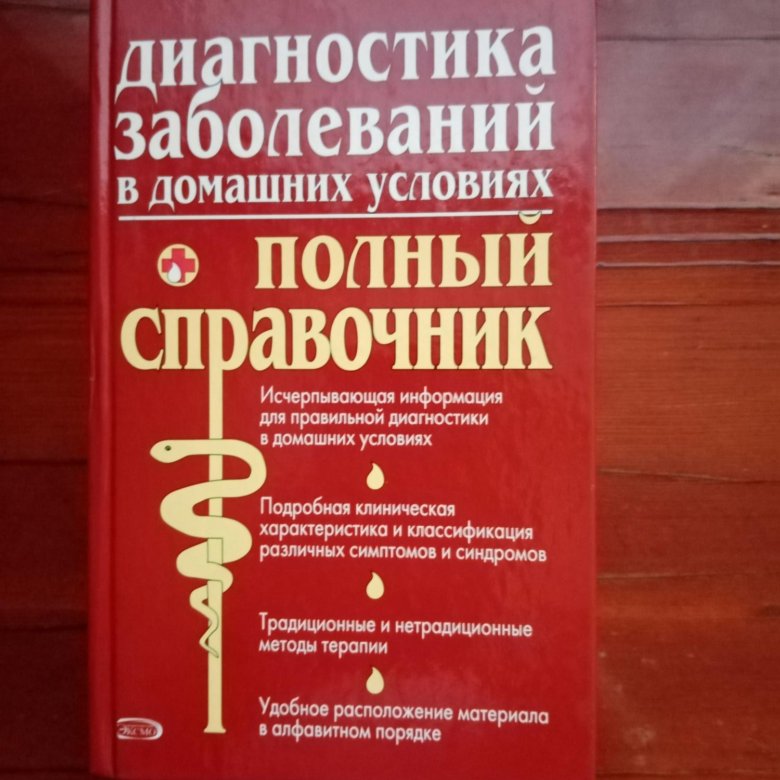 диагностика
заболеваний
в домашних условиях
полный
справочник
Исчерпывающая информация
для правильной диагностики
в домашних условиях
Подробная клиническая
характеристика и классификация
различных симптомов и синдромов
Традиционные и нетрадиционные
методы терапии
Удобное расположение материала
в алфавитном порядке
ЭКСМО